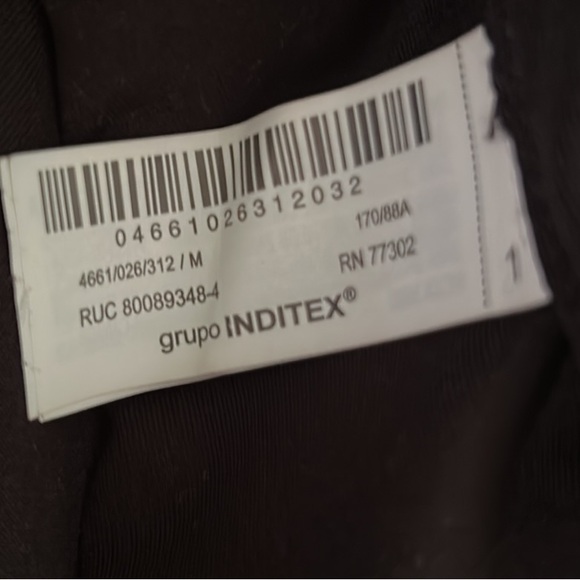 04661026312032
4661/026/312 / M 170/88A
RUC 80089348-4 RN 77302
grupo INDITEX®
1